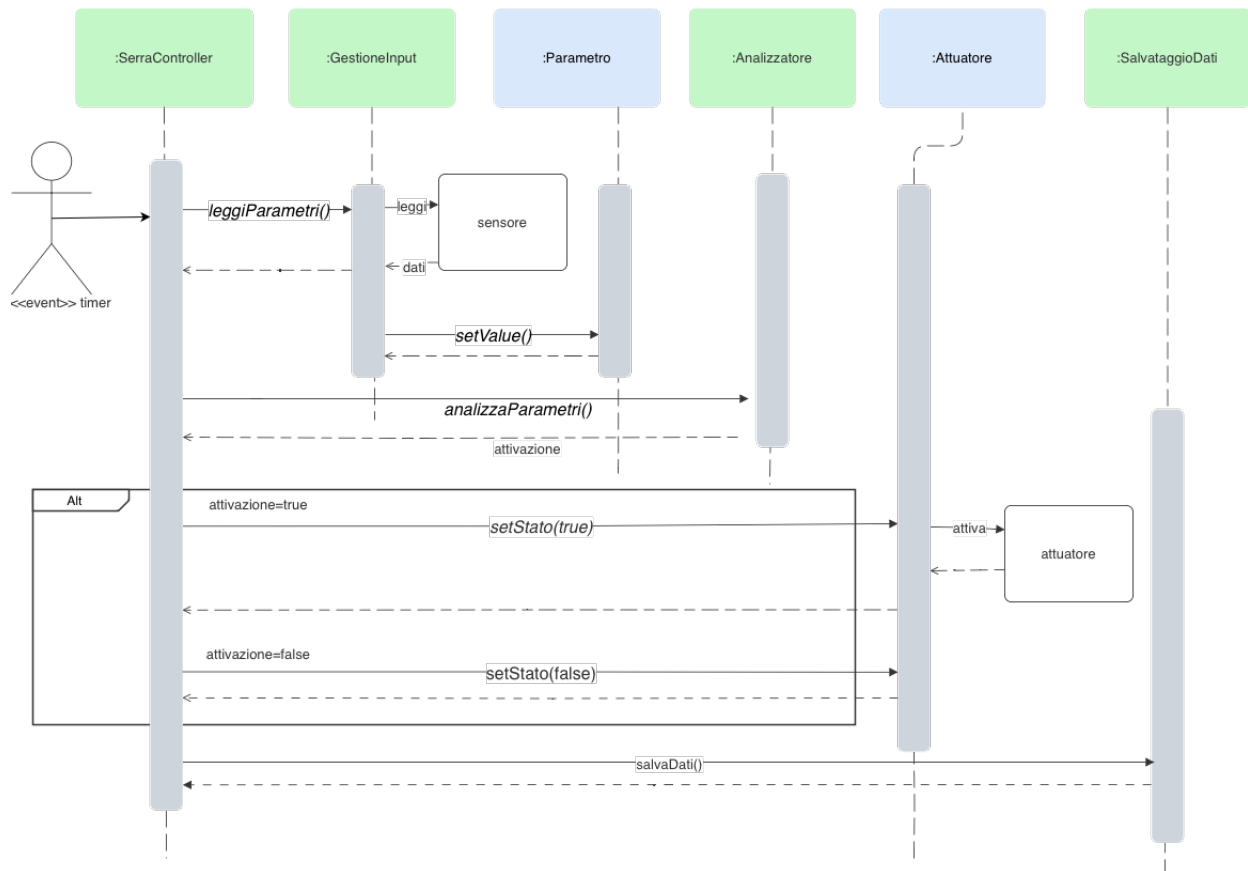 :SerraController
:GestioneInput
:Parametro
:Analizzatore
:Attuatore
:SalvataggioDati
leggiParametri()
leggi
sensore
dati
<<event>> timer
setValue()
analizzaParametri()
attivazione
Alt
attivazione=true
setStato(true)
attiva
attuatore
attivazione=false
setStato(false)
salvaDati()